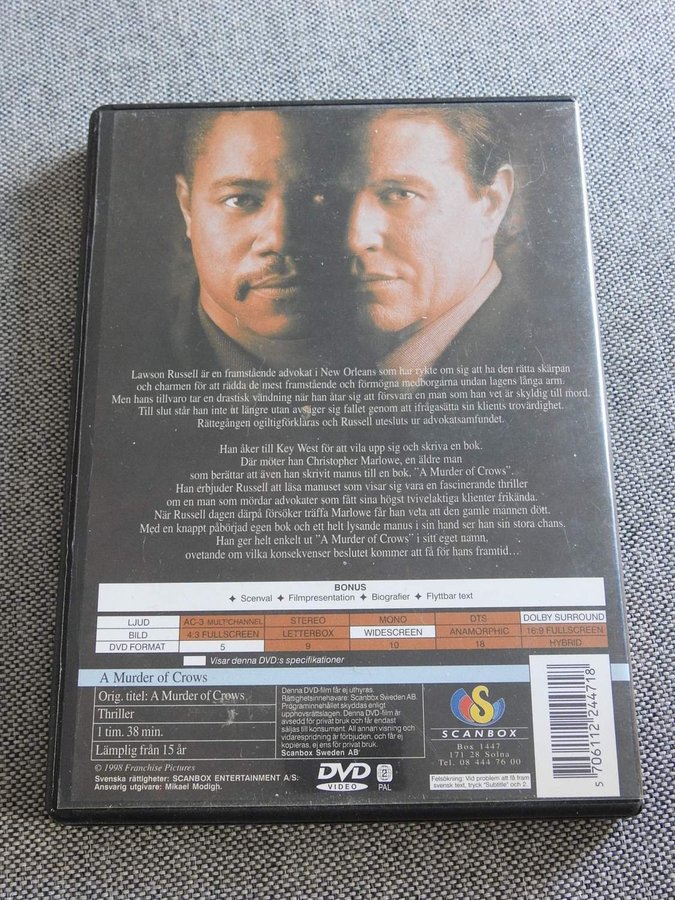 Lawson Russell är en framstående advokat i New Orleans som har rykte om sig att ha den rätta skärpan
och charmen för att rädda de mest framstående och förmögna medborgarna undan lagens långa arm.
Men hans tillvaro tar en drastisk vändning när han åtar sig att försvara en man som han vet är skyldig till mord.
Till slut står han inte ut längre utan avsäger sig fallet genom att ifrågasätta sin klients trovärdighet.
Rättegången ogiltigförklaras och Russell utesluts ur advokatsamfundet.
Han åker till Key West för att vila upp sig och skriva en bok.
Där möter han Christopher Marlowe, en äldre man
som berättar att även han skrivit manus till en bok, "A Murder of Crows".
Han erbjuder Russell att läsa manuset som visar sig vara en fascinerande thriller
om en man som mördar advokater som fått sina högst tvivelaktiga klienter frikända.
När Russell dagen därpå försöker träffa Marlowe får han veta att den gamle mannen dött.
Med en knappt påbörjad egen bok och ett helt lysande manus i sin hand ser han sin stora chans.
Han ger helt enkelt ut "A Murder of Crows" i sitt eget namn,
ovetande om vilka konsekvenser beslutet kommer att få för hans framtid…
BONUS
✦ Scenval ✦ Filmpresentation ✦ Biografier ✦ Flyttbar text
LJUD AC-3 MULTICHANNEL STEREO MONO DTS DOLBY SURROUND
BILD 4:3 FULLSCREEN LETTERBOX WIDESCREEN ANAMORPHIC 16:9 FULLSCREEN
DVD FORMAT 5 9 10 18 HYBRID
Visar denna DVD:s specifikationer
A Murder of Crows
Orig. titel: A Murder of Crows
Thriller
1 tim. 38 min.
Lämplig från 15 år
© 1998 Franchise Pictures
Svenska rättigheter: SCANBOX ENTERTAINMENT A/S.
Ansvarig utgivare: Mikael Modigh.
Denna DVD-film får ej uthyras.
Rättighetsinnehavare: Scanbox Sweden AB.
Programinnehållet skyddas enligt
upphovsrättslagen. Denna DVD-film är
avsedd för privat bruk och får endast
säljas till konsument. All annan visning och
vidarespridning är förbjuden, och får ej
kopieras, ej ens för privat bruk.
Scanbox Sweden AB
DVD
VIDEO
2
PAL
S
SCANBOX
Box 1447
171 28 Solna
Tel. 08 444 76 00
Felsökning: Vid problem att få fram
svensk text, tryck "Subtitle" och 2.
5 706112 244718